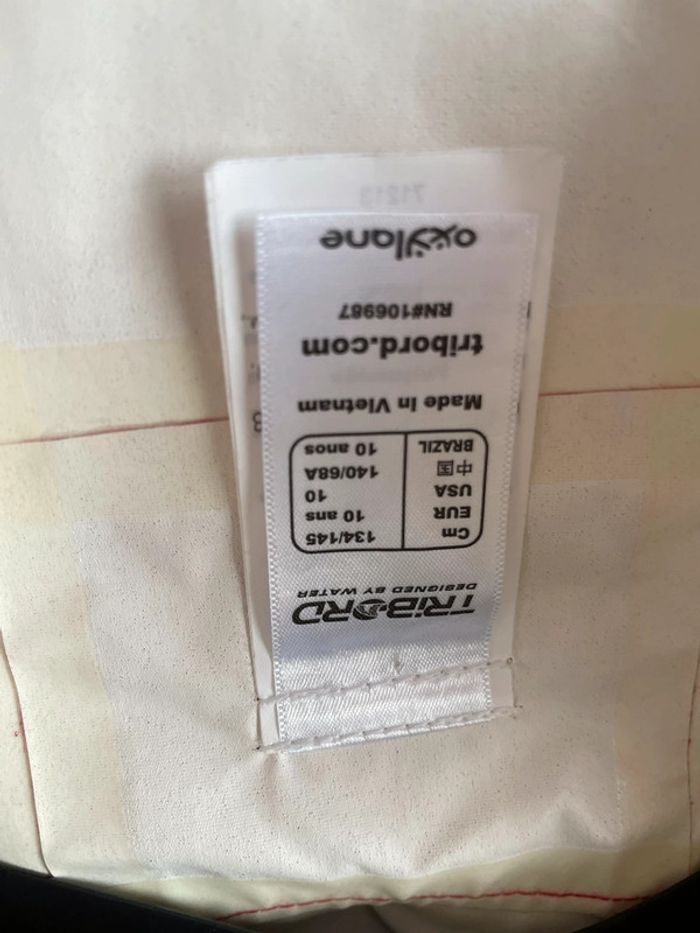 TRIBORD
DESIGNED BY WATER
Cm 134/145
EUR 10 ans
USA 10
中国 140/68A
BRAZIL 10 anos
Made in Vietnam
tribord.com
RN#106987
oxylane